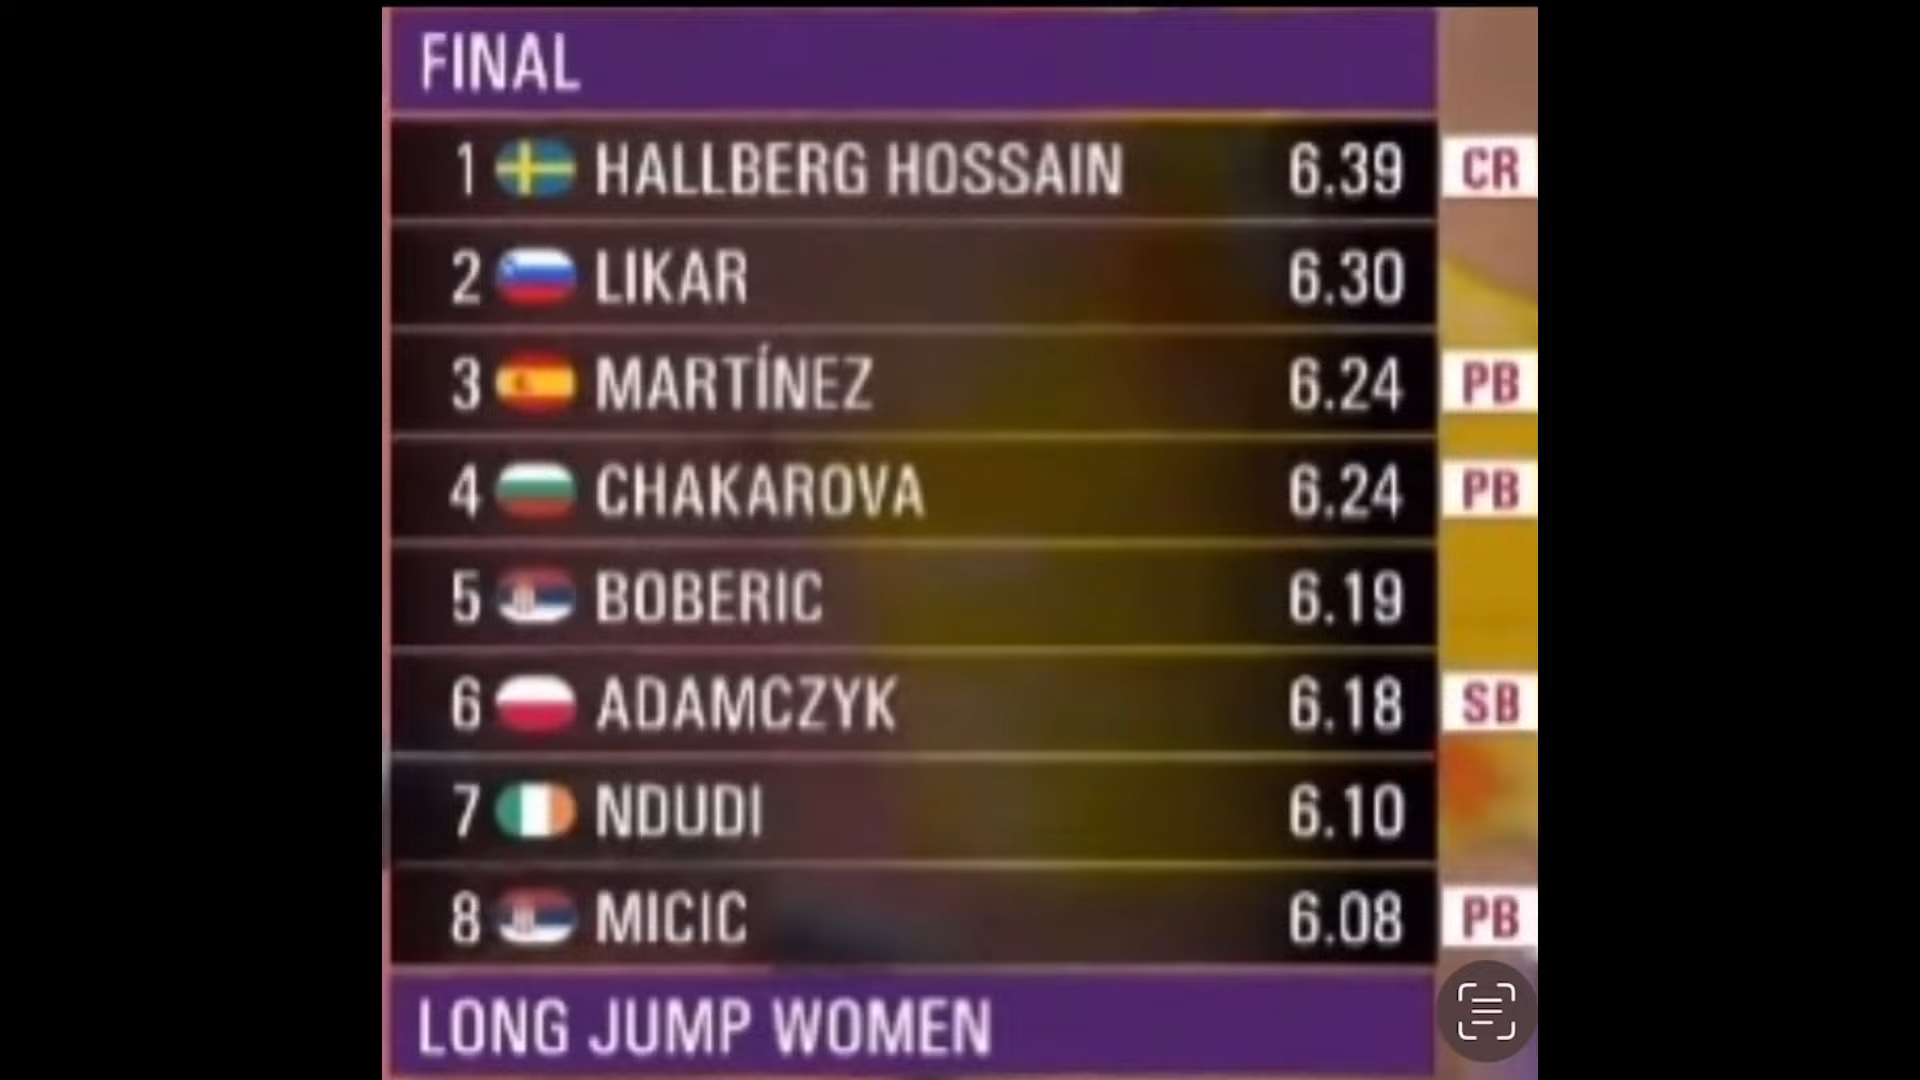 FINAL
1 HALLBERG HOSSAIN 6.39 CR
2 LIKAR 6.30
3 MARTÍNEZ 6.24 PB
4 CHAKAROVA 6.24 PB
5 BOBERIC 6.19
6 ADAMCZYK 6.18 SB
7 NDUDI 6.10
8 MICIC 6.08 PB
LONG JUMP WOMEN